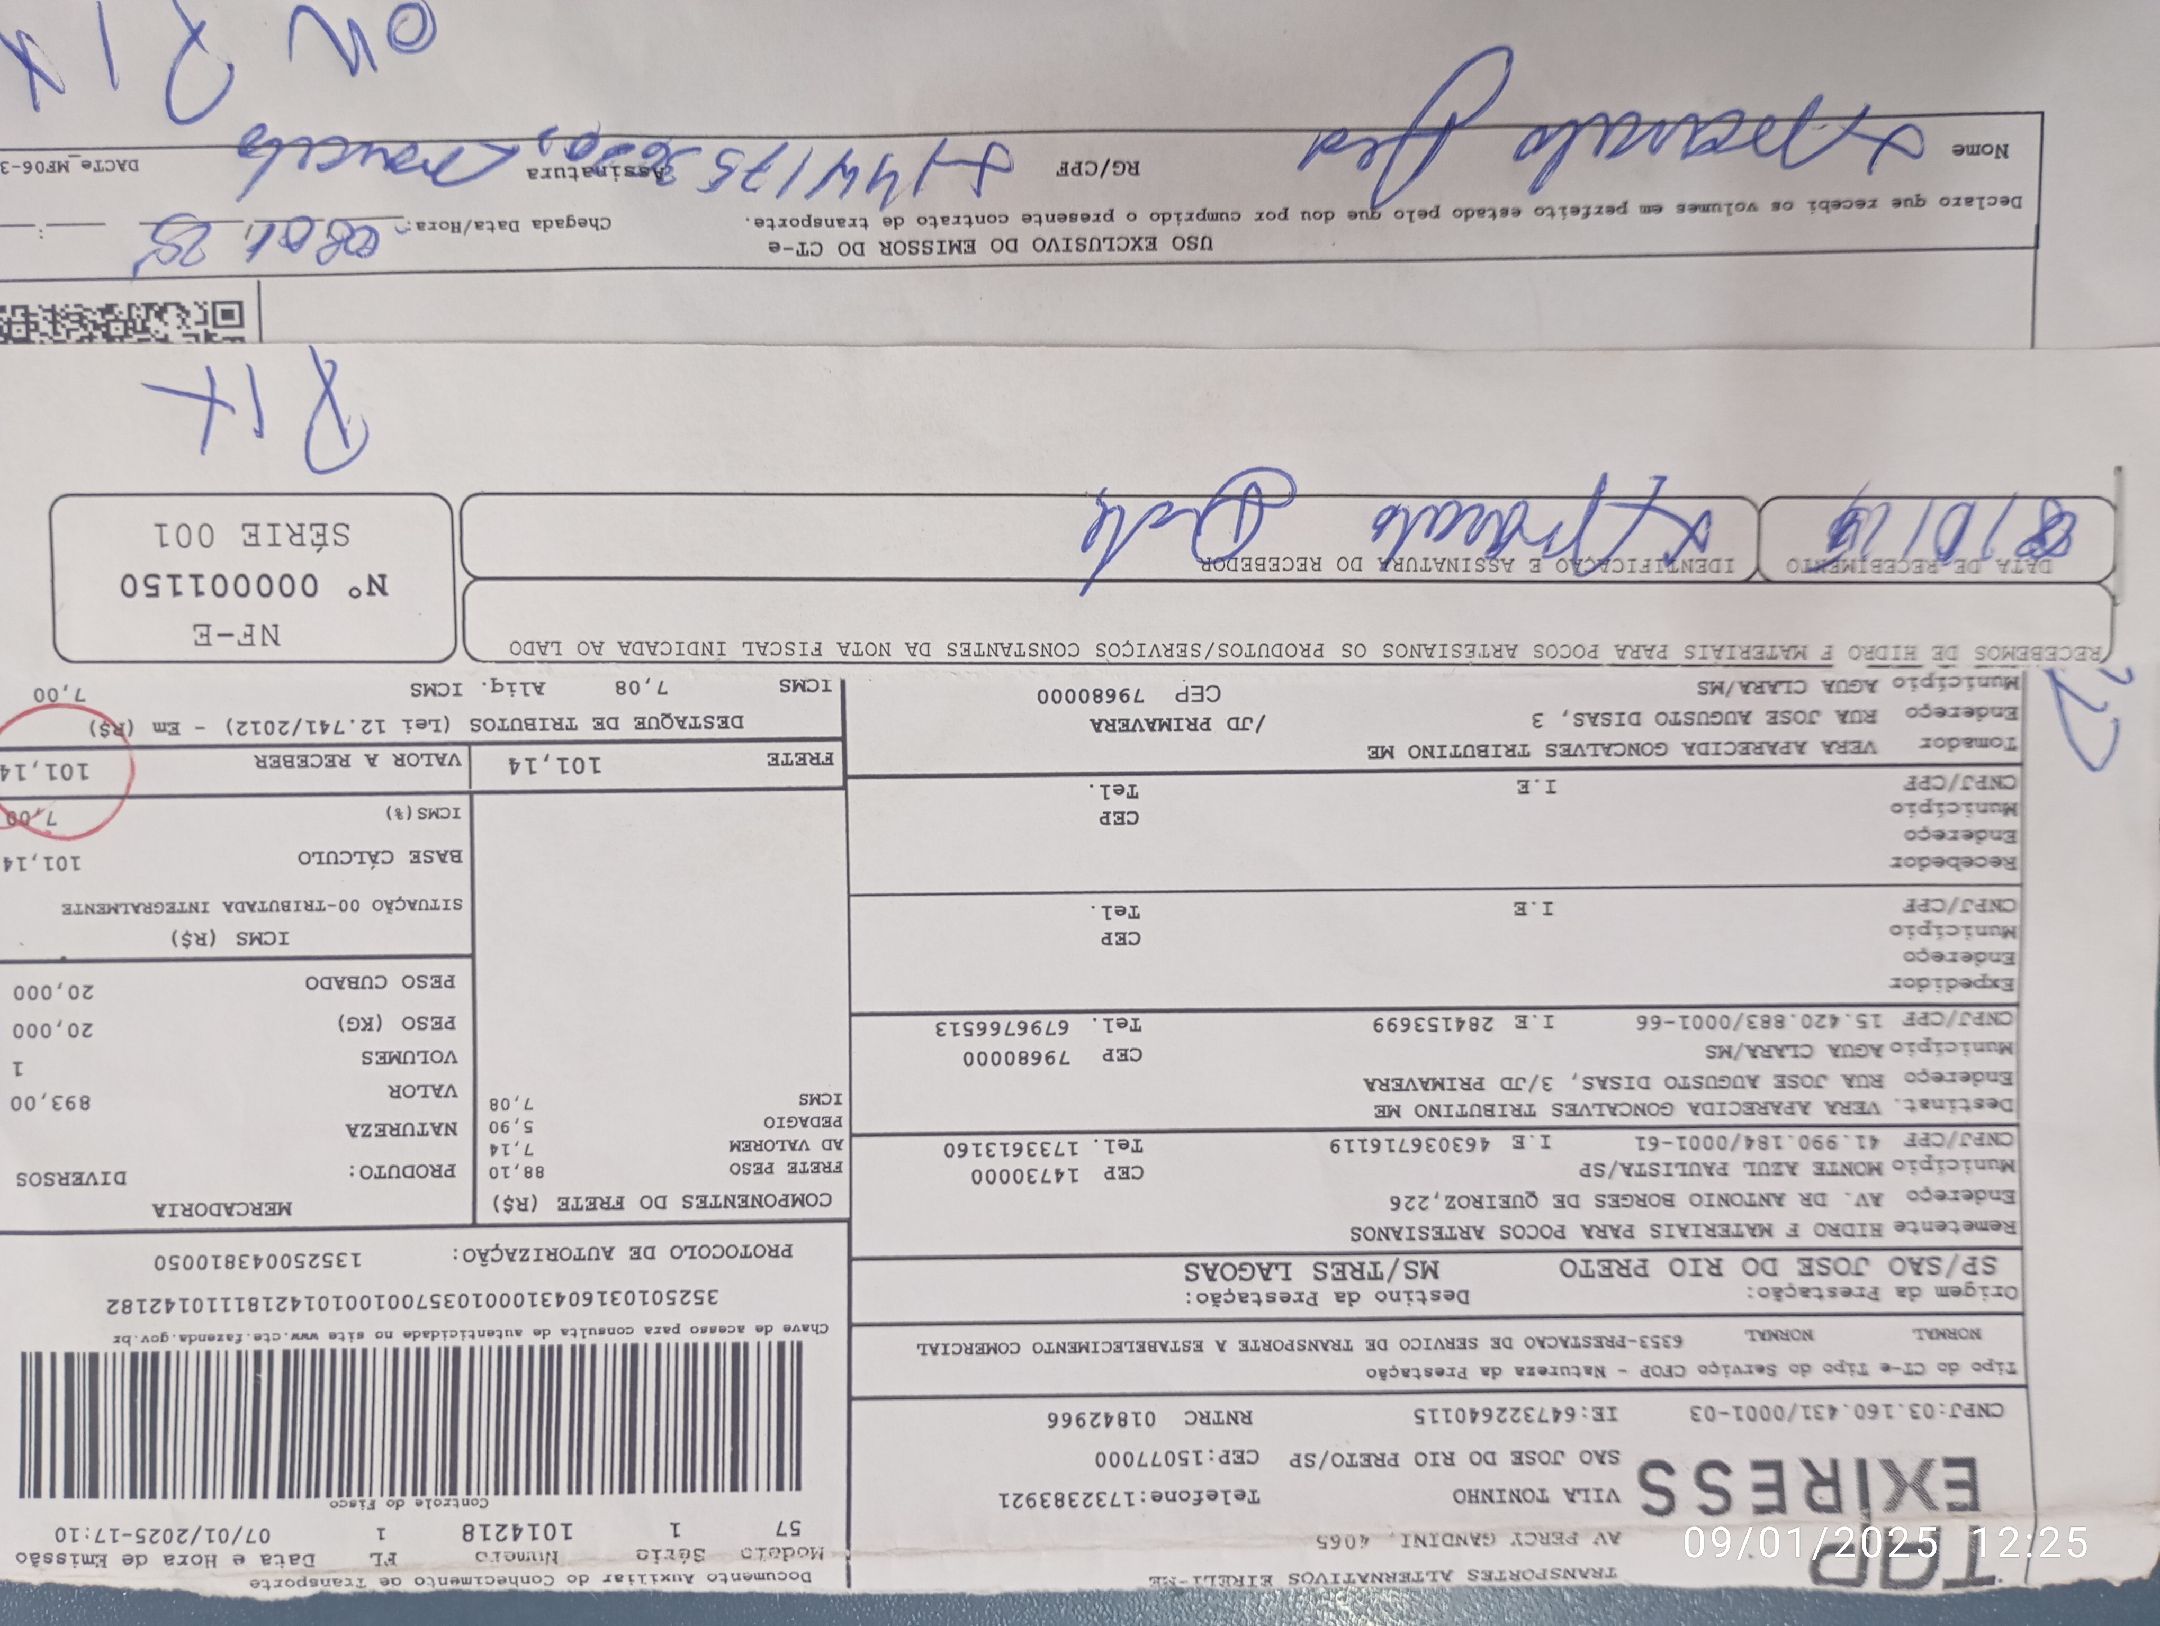 TRANSPORTES ALTERNATIVOS EIRELI-ME
TOP
EXIRESS
AV PERCY GANDINI, 4065
VILA TONINHO Telefone:1732383921
SAO JOSE DO RIO PRETO/SP CEP:15077000
CNPJ:03.160.431/0001-03 IE:647322640115 RNTRC 01842966
Documento Auxiliar do Conhecimento de Transporte
Modelo Série Número FL Data e Hora de Emissão
57 1 1014218 1 07/01/2025-17:10
Controle do Fisco
Tipo do CT-e Tipo do Serviço CFOP - Natureza da Prestação
NORMAL NORMAL 6353-PRESTACAO DE SERVICO DE TRANSPORTE A ESTABELECIMENTO COMERCIAL
Chave de acesso para consulta de autenticidade no site www.cte.fazenda.gov.br
35250103160431000103570010010142181110142182
Origem da Prestação: Destino da Prestação:
SP/SAO JOSE DO RIO PRETO MS/TRES LAGOAS
PROTOCOLO DE AUTORIZAÇÃO: 135250043810050
Remetente HIDRO F MATERIAIS PARA POCOS ARTESIANOS
Endereço AV. DR ANTONIO BORGES DE QUEIROZ,226
Município MONTE AZUL PAULISTA/SP CEP 14730000
CNPJ/CPF 41.990.184/0001-61 I.E 463036716119 Tel. 1733613160
Destinat. VERA APARECIDA GONCALVES TRIBUTINO ME
Endereço RUA JOSE AUGUSTO DISAS, 3/JD PRIMAVERA
Município AGUA CLARA/MS CEP 79680000
CNPJ/CPF 15.420.883/0001-66 I.E 284153699 Tel. 6796766513
Expedidor
Endereço
Município CEP
CNPJ/CPF I.E Tel.
Recebedor
Endereço
Município CEP
CNPJ/CPF I.E Tel.
Tomador VERA APARECIDA GONCALVES TRIBUTINO ME
Endereço RUA JOSE AUGUSTO DISAS, 3 /JD PRIMAVERA
Município AGUA CLARA/MS CEP 79680000
COMPONENTES DO FRETE (R$)
FRETE PESO 88,10
AD VALOREM 7,14
PEDAGIO 5,90
ICMS 7,08
MERCADORIA
PRODUTO: DIVERSOS
NATUREZA
VALOR 893,00
VOLUMES 1
PESO (KG) 20,000
PESO CUBADO 20,000
ICMS (R$)
SITUAÇÃO 00-TRIBUTADA INTEGRALMENTE
BASE CÁLCULO 101,14
ICMS(%) 7,00
FRETE 101,14 VALOR A RECEBER 101,14
DESTAQUE DE TRIBUTOS (Lei 12.741/2012) - Em (R$)
ICMS 7,08 Aliq. ICMS 7,00
RECEBEMOS DE HIDRO F MATERIAIS PARA POCOS ARTESIANOS OS PRODUTOS/SERVIÇOS CONSTANTES DA NOTA FISCAL INDICADA AO LADO
NF-E
Nº 000001150
SÉRIE 001
DATA DE RECEBIMENTO IDENTIFICAÇÃO E ASSINATURA DO RECEBEDOR
USO EXCLUSIVO DO EMISSOR DO CT-e
Declaro que recebi os volumes em perfeito estado pelo que dou por cumprido o presente contrato de transporte.
Chegada Data/Hora: 08 01 25 :
Nome RG/CPF Assinatura
DACTe_MF06-3
PIX
PIX
09/01/2025 12:25